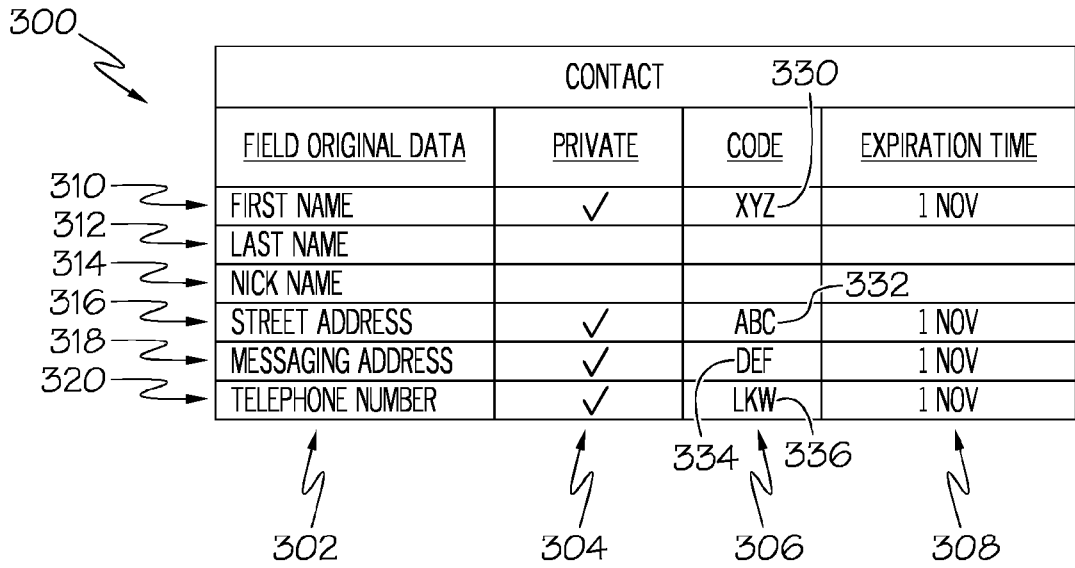 300
CONTACT 330
FIELD ORIGINAL DATA PRIVATE CODE EXPIRATION TIME
310 FIRST NAME ✓ XYZ 1 NOV
312 LAST NAME
314 NICK NAME 332
316 STREET ADDRESS ✓ ABC 1 NOV
318 MESSAGING ADDRESS ✓ DEF 1 NOV
320 TELEPHONE NUMBER ✓ LKW 1 NOV
334 336
302 304 306 308